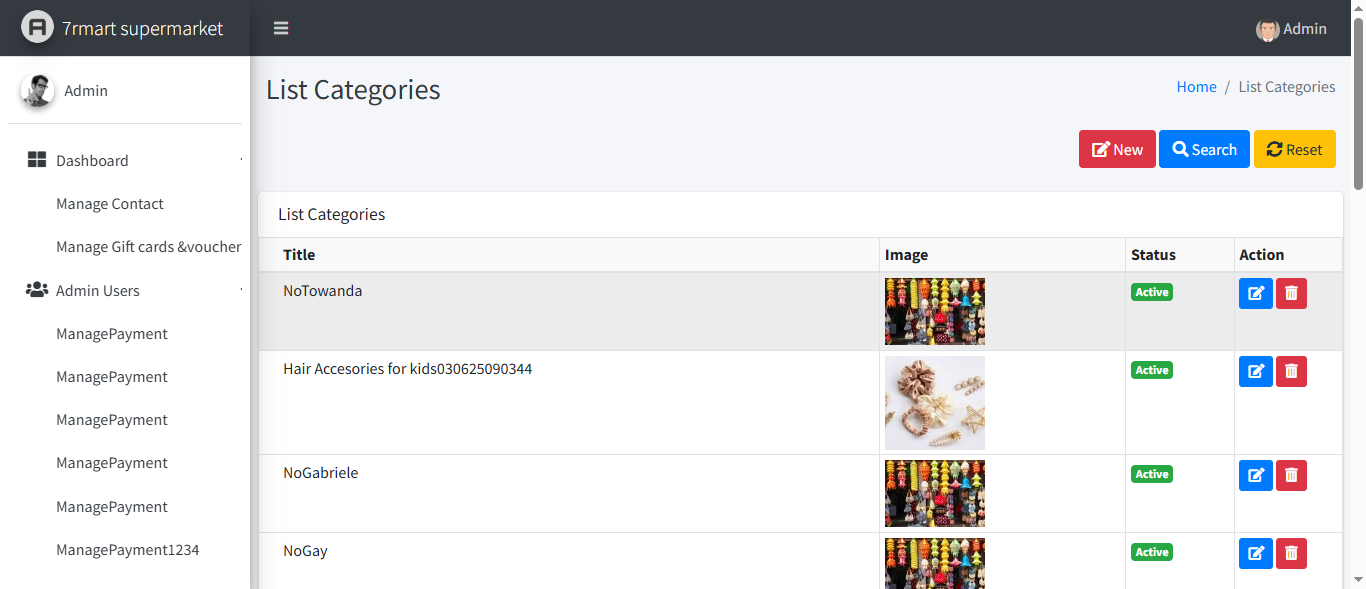 7rmart supermarket
Admin
Admin
List Categories
Home / List Categories
Dashboard
Manage Contact
Manage Gift cards &voucher
Admin Users
ManagePayment
ManagePayment
ManagePayment
ManagePayment
ManagePayment
ManagePayment1234
New Search Reset
List Categories
Title Image Status Action
NoTowanda Active
Hair Accesories for kids030625090344 Active
NoGabriele Active
NoGay Active